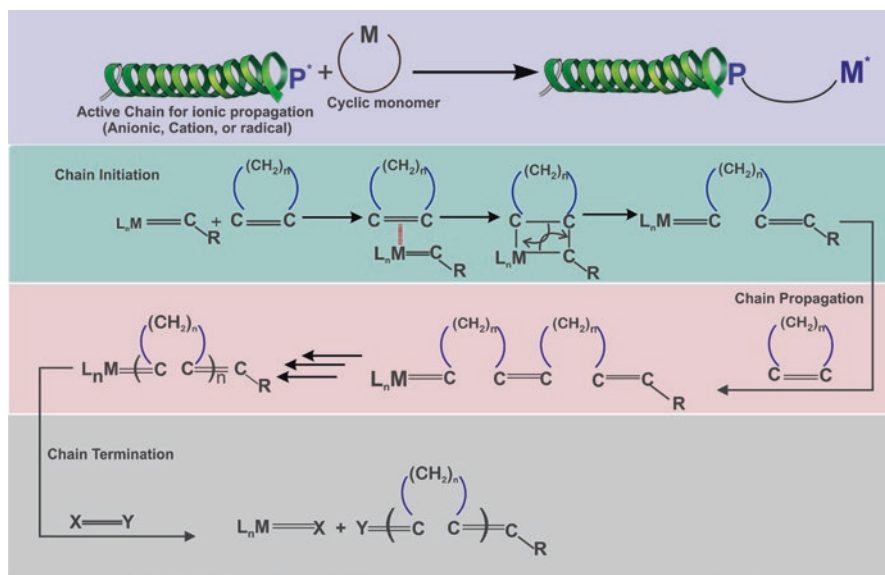 P* + M M*
P
Cyclic monomer
Active Chain for ionic propagation
(Anionic, Cation, or radical)
Chain Initiation
(CH₂)ₙ (CH₂)ₙ (CH₂)ₙ (CH₂)ₙ
LₙM=C + C=C C=C C C LₙM=C C=C
R LₙM=C LₙM C R
R R
Chain Propagation
(CH₂)ₙ (CH₂)ₙ (CH₂)ₙ (CH₂)ₙ
LₙM(=C C=)ₙC LₙM=C C=C C=C C=C
R R
Chain Termination
(CH₂)ₙ
X=Y LₙM=X + Y(=C C=)C
R